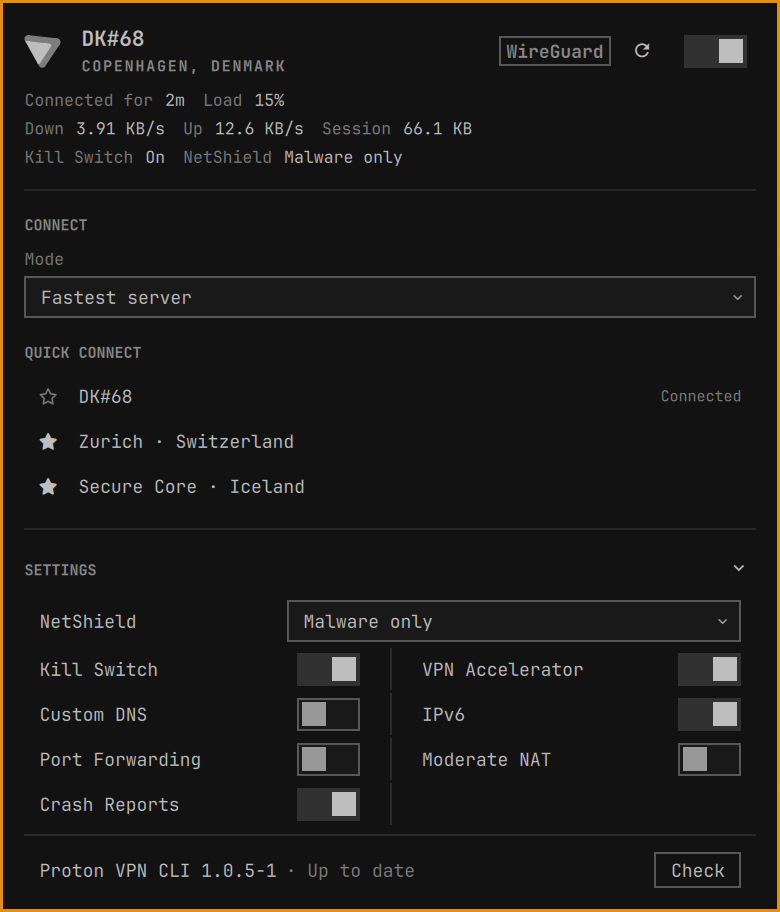 DK#68
COPENHAGEN, DENMARK
WireGuard
Connected for 2m Load 15%
Down 3.91 KB/s Up 12.6 KB/s Session 66.1 KB
Kill Switch On NetShield Malware only
CONNECT
Mode
Fastest server
QUICK CONNECT
DK#68 Connected
Zurich · Switzerland
Secure Core · Iceland
SETTINGS
NetShield Malware only
Kill Switch VPN Accelerator
Custom DNS IPv6
Port Forwarding Moderate NAT
Crash Reports
Proton VPN CLI 1.0.5-1 · Up to date Check